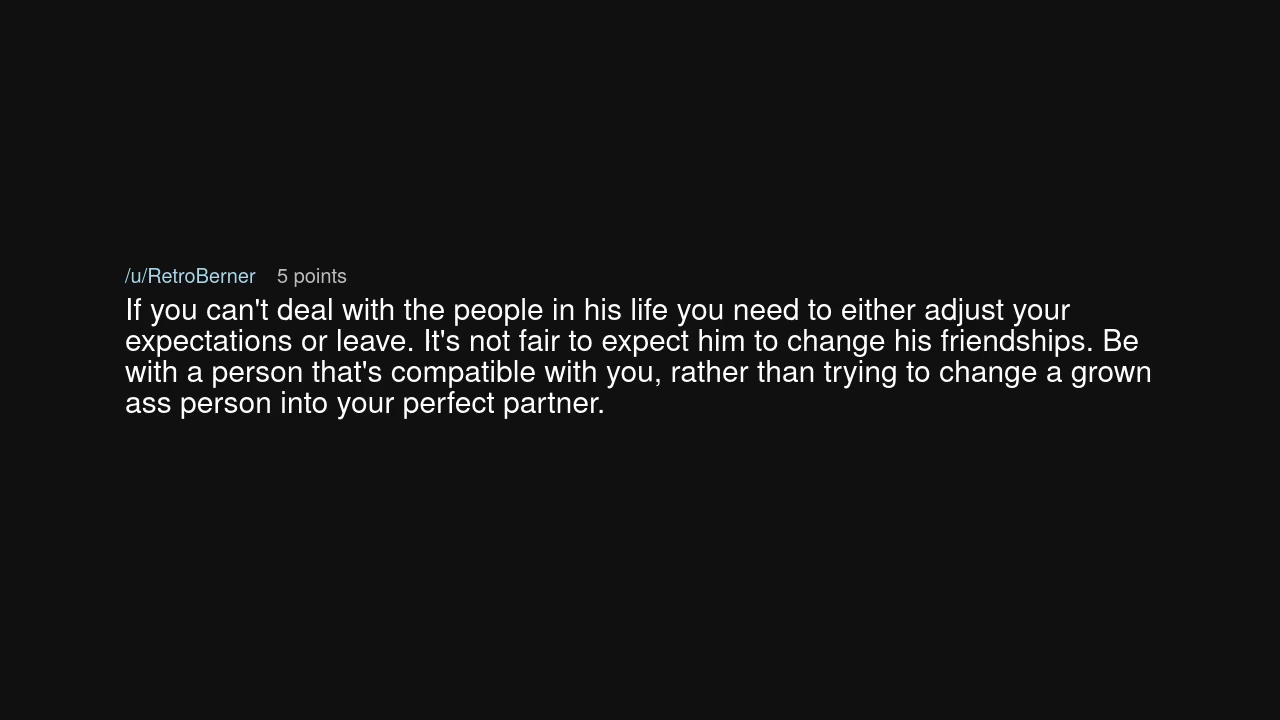 /u/RetroBerner 5 points
If you can't deal with the people in his life you need to either adjust your
expectations or leave. It's not fair to expect him to change his friendships. Be
with a person that's compatible with you, rather than trying to change a grown
ass person into your perfect partner.